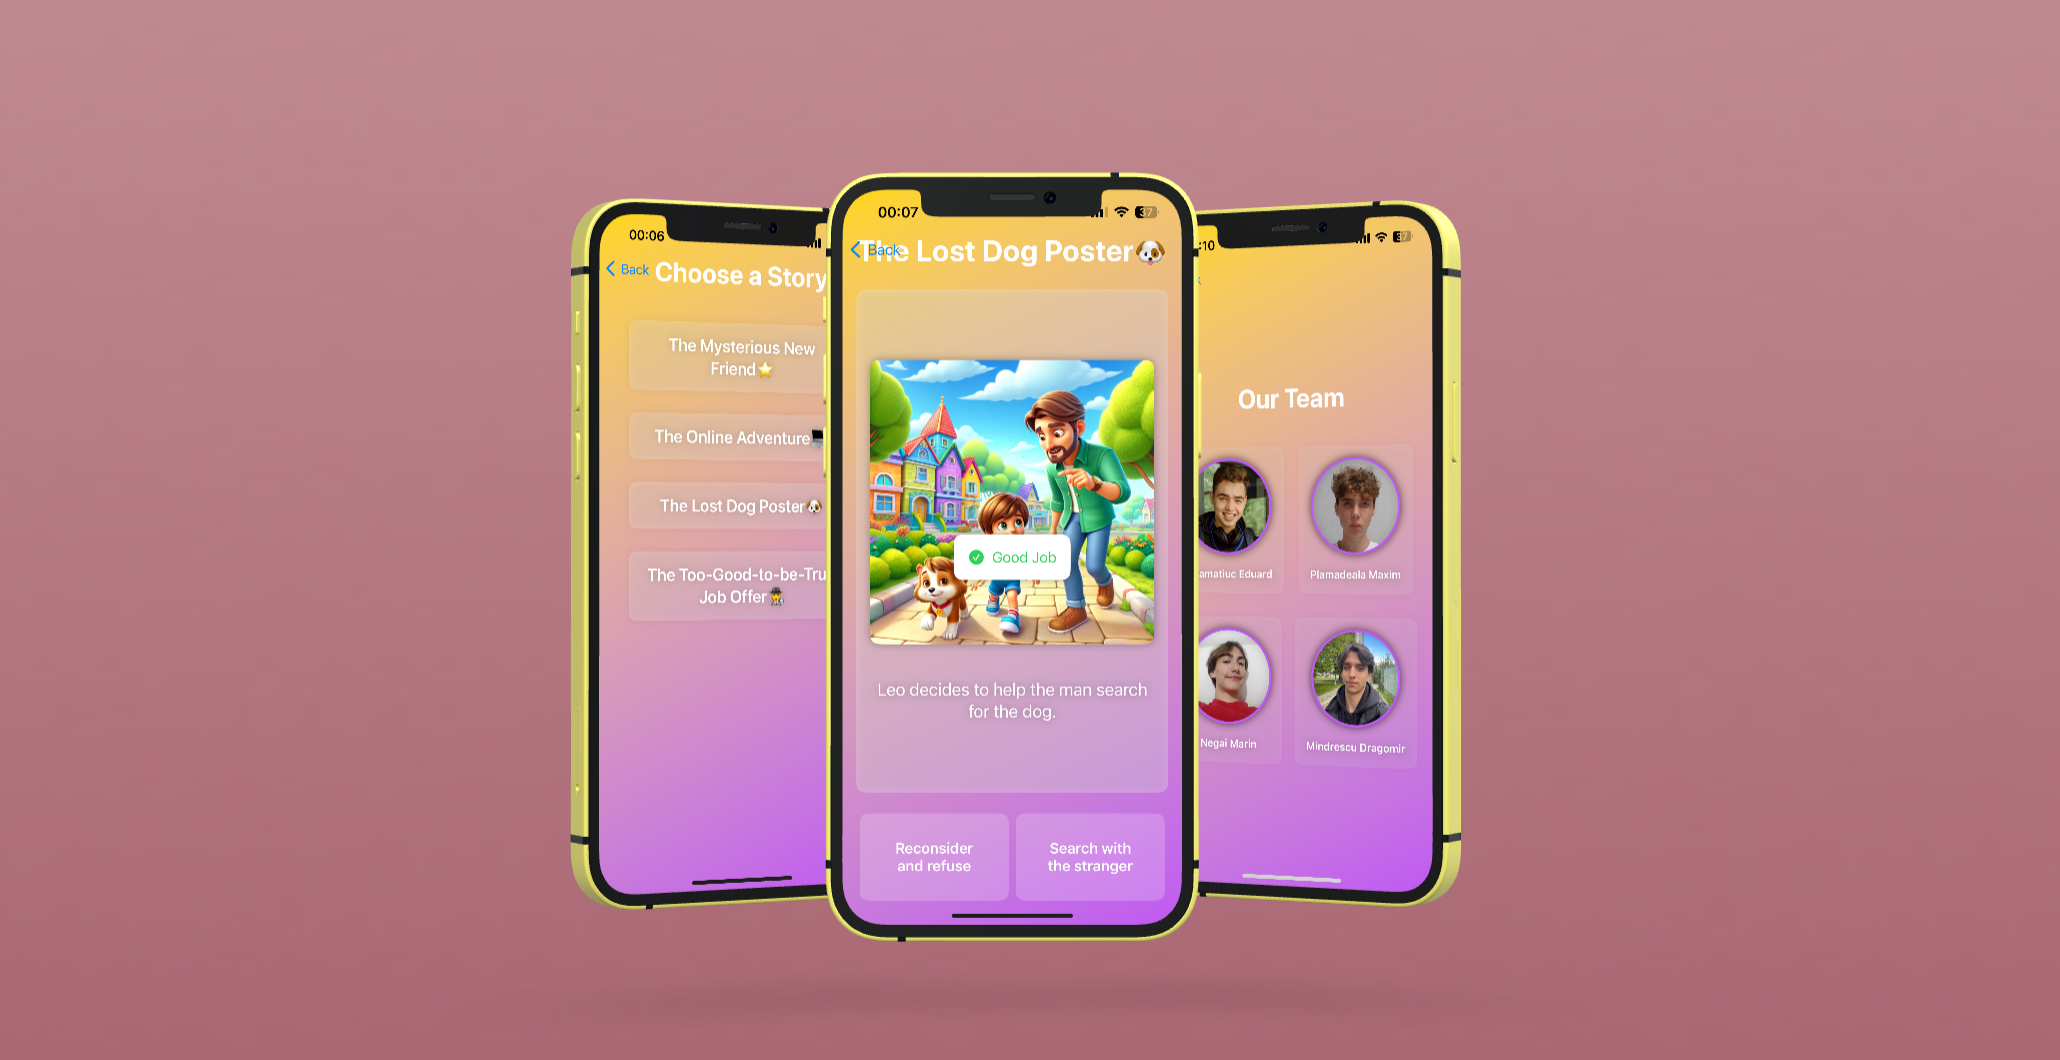 00:06
Back
Choose a Story
The Mysterious New
Friend⭐
The Online Adventure
The Lost Dog Poster🐶
The Too-Good-to-be-Tru
Job Offer🕵️
00:07
37
Back
The Lost Dog Poster🐶
Good Job
Leo decides to help the man search
for the dog.
Reconsider
and refuse
Search with
the stranger
:10
37
Our Team
amatiuc Eduard
Plamadeala Maxim
Negai Marin
Mindrescu Dragomir